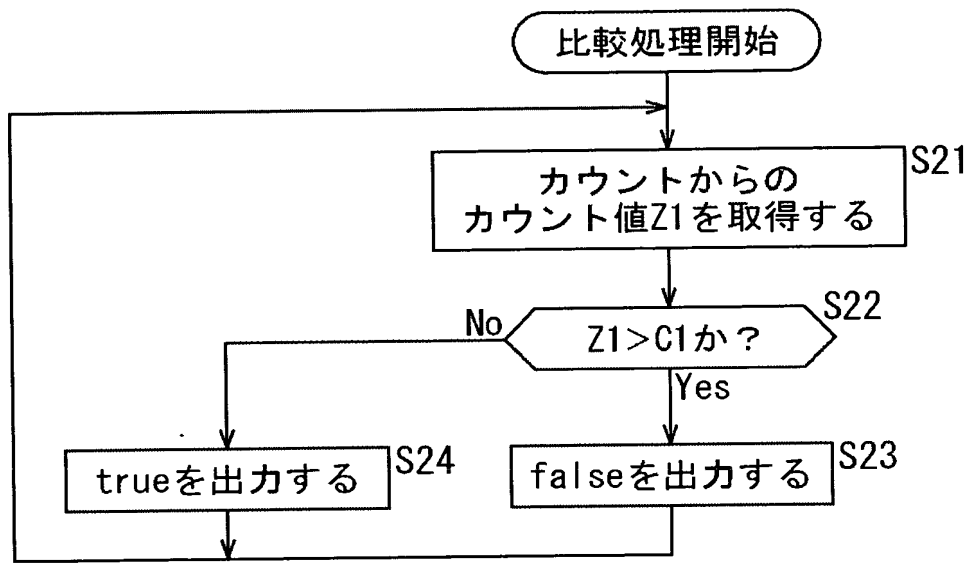 比較処理開始
S21
カウントからの
カウント値Z1を取得する
S22
No
Z1>C1か?
Yes
S24
trueを出力する
S23
falseを出力する